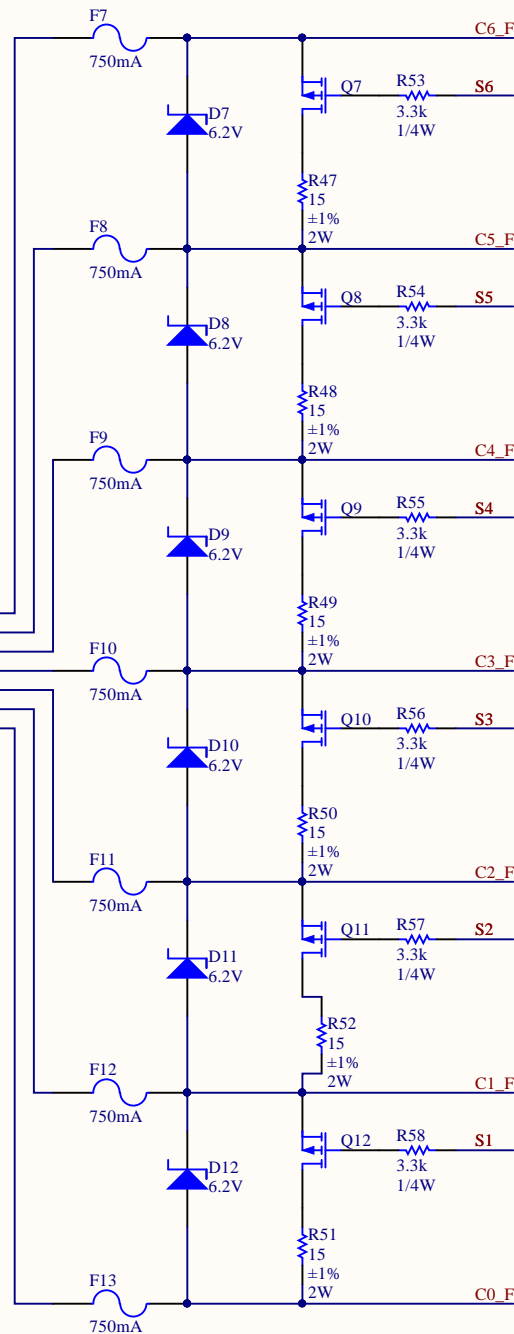 F7
750mA
C6_F
D7
6.2V
Q7
R53
3.3k
1/4W
S6
R47
15
±1%
2W
F8
750mA
C5_F
D8
6.2V
Q8
R54
3.3k
1/4W
S5
R48
15
±1%
2W
F9
750mA
C4_F
D9
6.2V
Q9
R55
3.3k
1/4W
S4
R49
15
±1%
2W
F10
750mA
C3_F
D10
6.2V
Q10
R56
3.3k
1/4W
S3
R50
15
±1%
2W
F11
750mA
C2_F
D11
6.2V
Q11
R57
3.3k
1/4W
S2
R52
15
±1%
2W
F12
750mA
C1_F
D12
6.2V
Q12
R58
3.3k
1/4W
S1
R51
15
±1%
2W
F13
750mA
C0_F